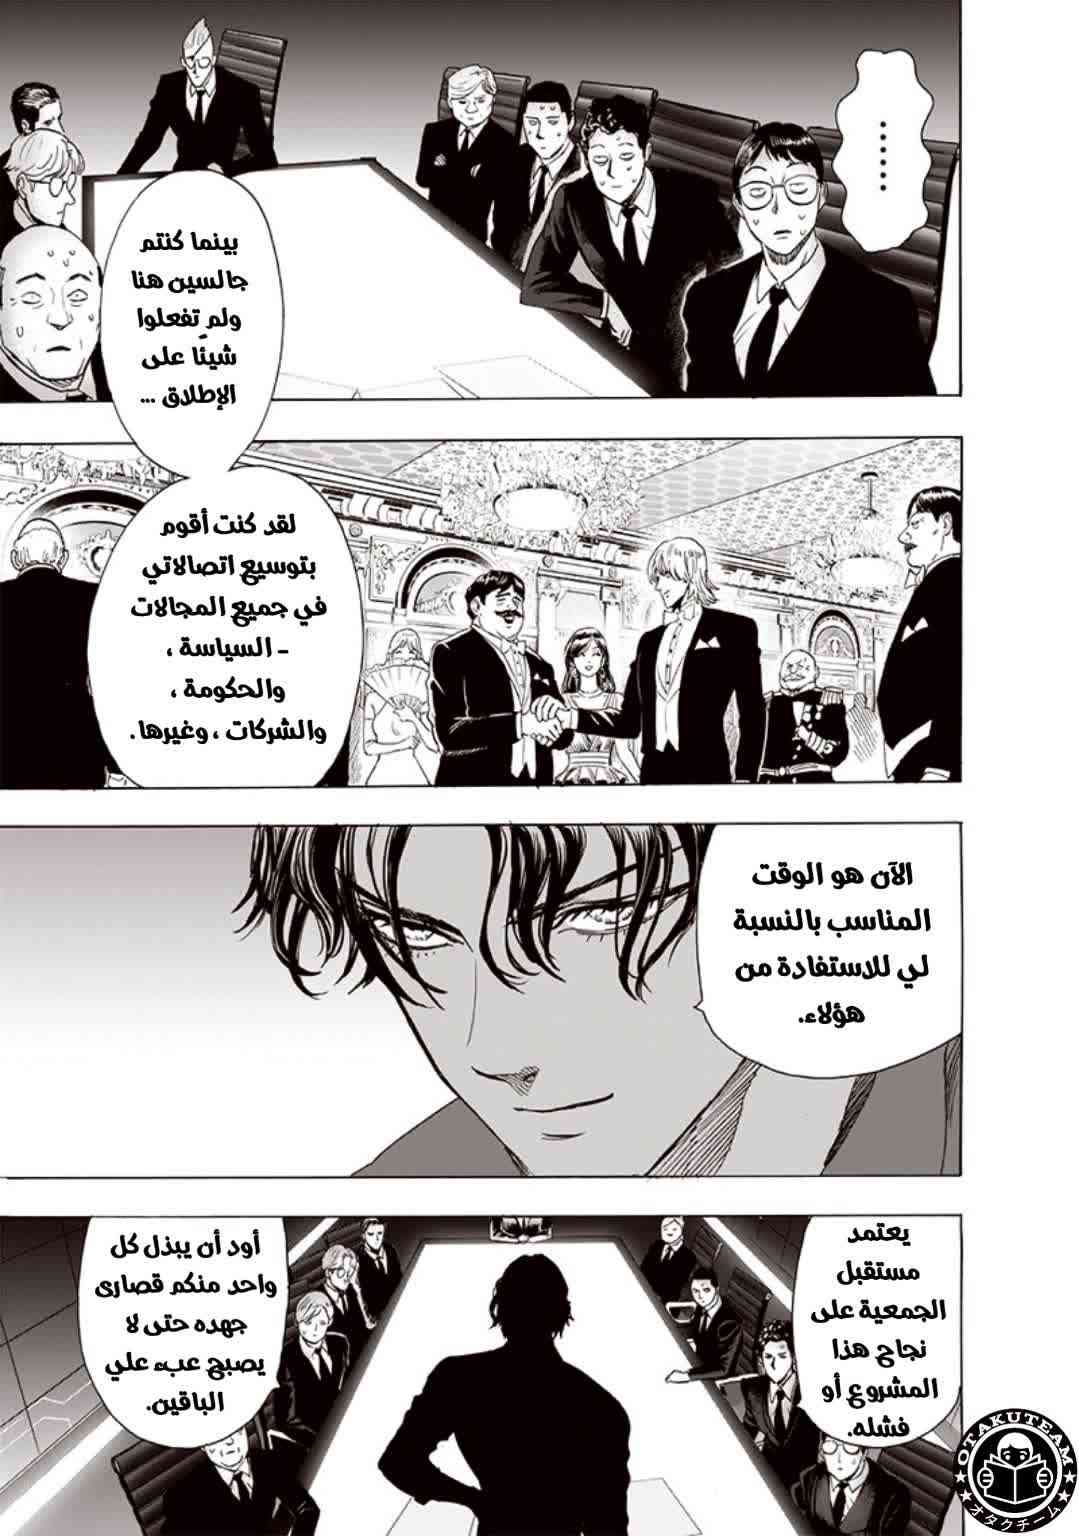 ......
بينما كنتم
جالسين هنا
ولم تفعلوا
شيئًا على
الإطلاق ...
لقد كنت أقوم
بتوسيع اتصالاتي
في جميع المجالات
- السياسة ،
والحكومة ،
والشركات ، وغيرها.
الآن هو الوقت
المناسب بالنسبة
لي للاستفادة من
هؤلاء.
يعتمد
مستقبل
الجمعية على
نجاح هذا
المشروع أو
فشله.
أود أن يبذل كل
واحد منكم قصارى
جهده حتى لا
يصبح عبء علي
الباقين.
OTAKUTEAM
オタクチーム